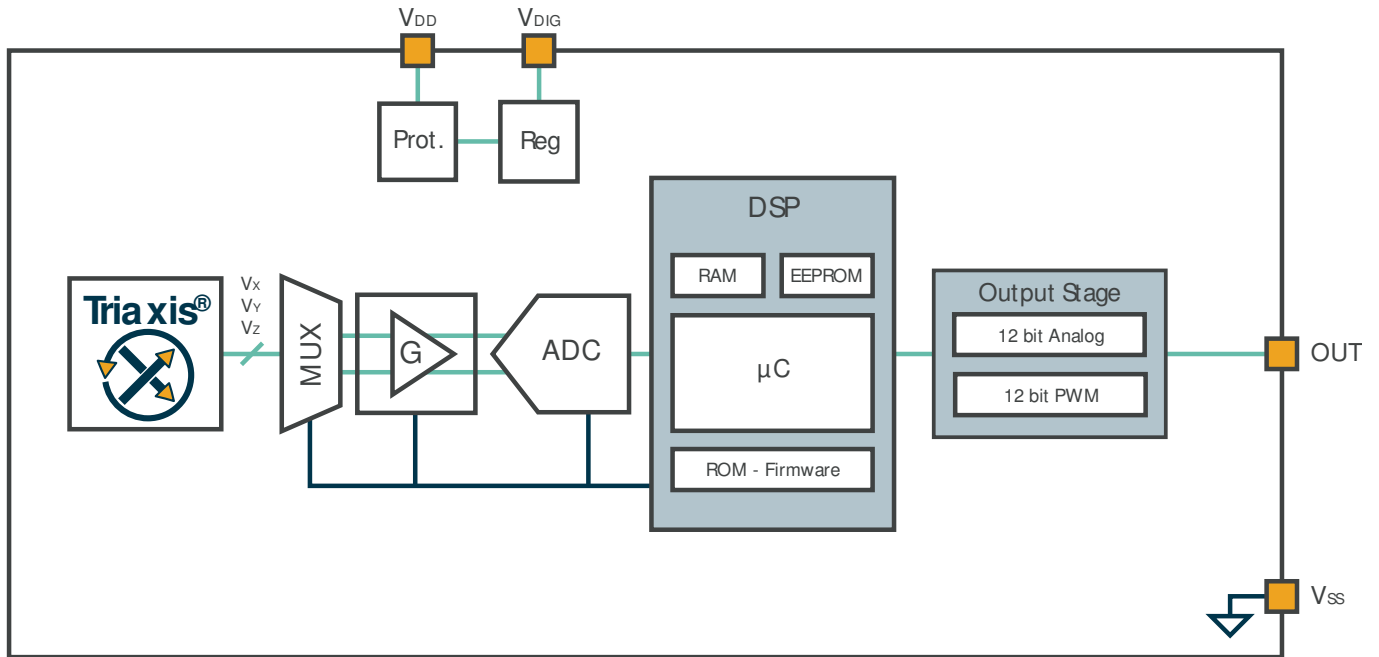 VDD
VDIG
Prot.
Reg
DSP
RAM
EEPROM
Triaxis®
VX
VY
VZ
MUX
G
ADC
µC
Output Stage
12 bit Analog
12 bit PWM
OUT
ROM - Firmware
VSS